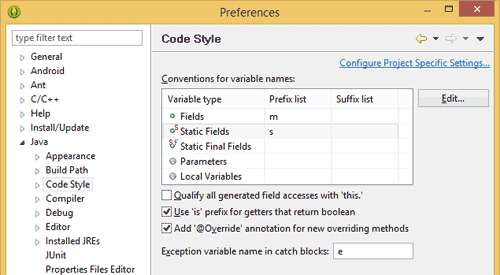 Preferences
type filter text
General
Android
Ant
C/C++
Help
Install/Update
Java
Appearance
Build Path
Code Style
Compiler
Debug
Editor
Installed JREs
JUnit
Properties Files Editor
Code Style
Configure Project Specific Settings...
Conventions for variable names:
Variable type Prefix list Suffix list
Fields m
Static Fields s
Static Final Fields
Parameters
Local Variables
Edit...
Qualify all generated field accesses with 'this.'
Use 'is' prefix for getters that return boolean
Add '@Override' annotation for new overriding methods
Exception variable name in catch blocks: e